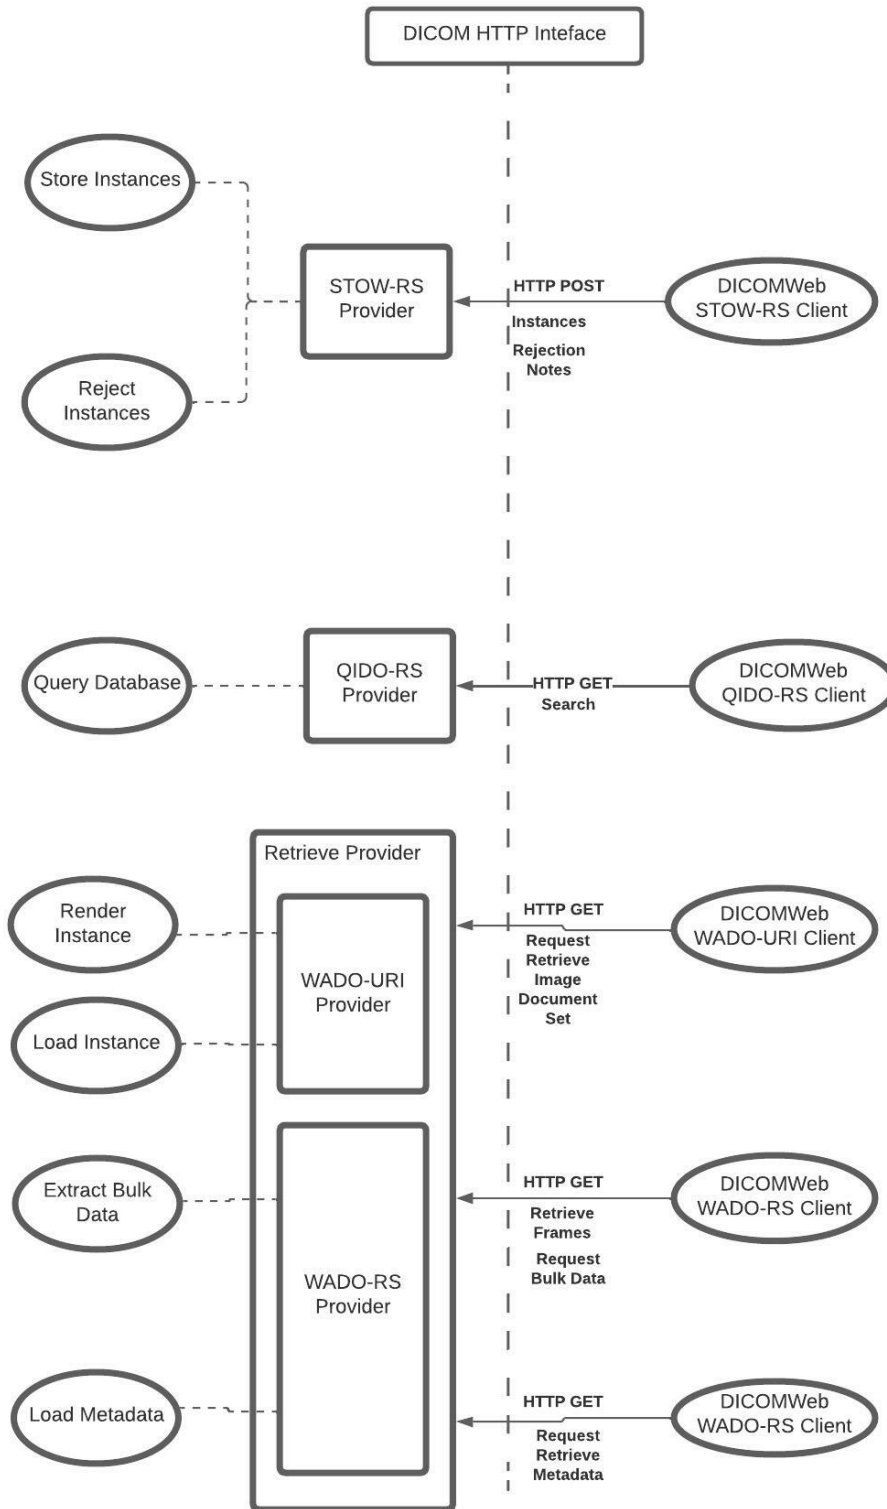 DICOM HTTP Inteface
Store Instances
STOW-RS
Provider
HTTP POST
Instances
Rejection
Notes
DICOMWeb
STOW-RS Client
Reject
Instances
Query Database
QIDO-RS
Provider
HTTP GET
Search
DICOMWeb
QIDO-RS Client
Retrieve Provider
Render
Instance
WADO-URI
Provider
HTTP GET
Request
Retrieve
Image
Document
Set
DICOMWeb
WADO-URI Client
Load Instance
Extract Bulk
Data
WADO-RS
Provider
HTTP GET
Retrieve
Frames
Request
Bulk Data
DICOMWeb
WADO-RS Client
Load Metadata
HTTP GET
Request
Retrieve
Metadata
DICOMWeb
WADO-RS Client